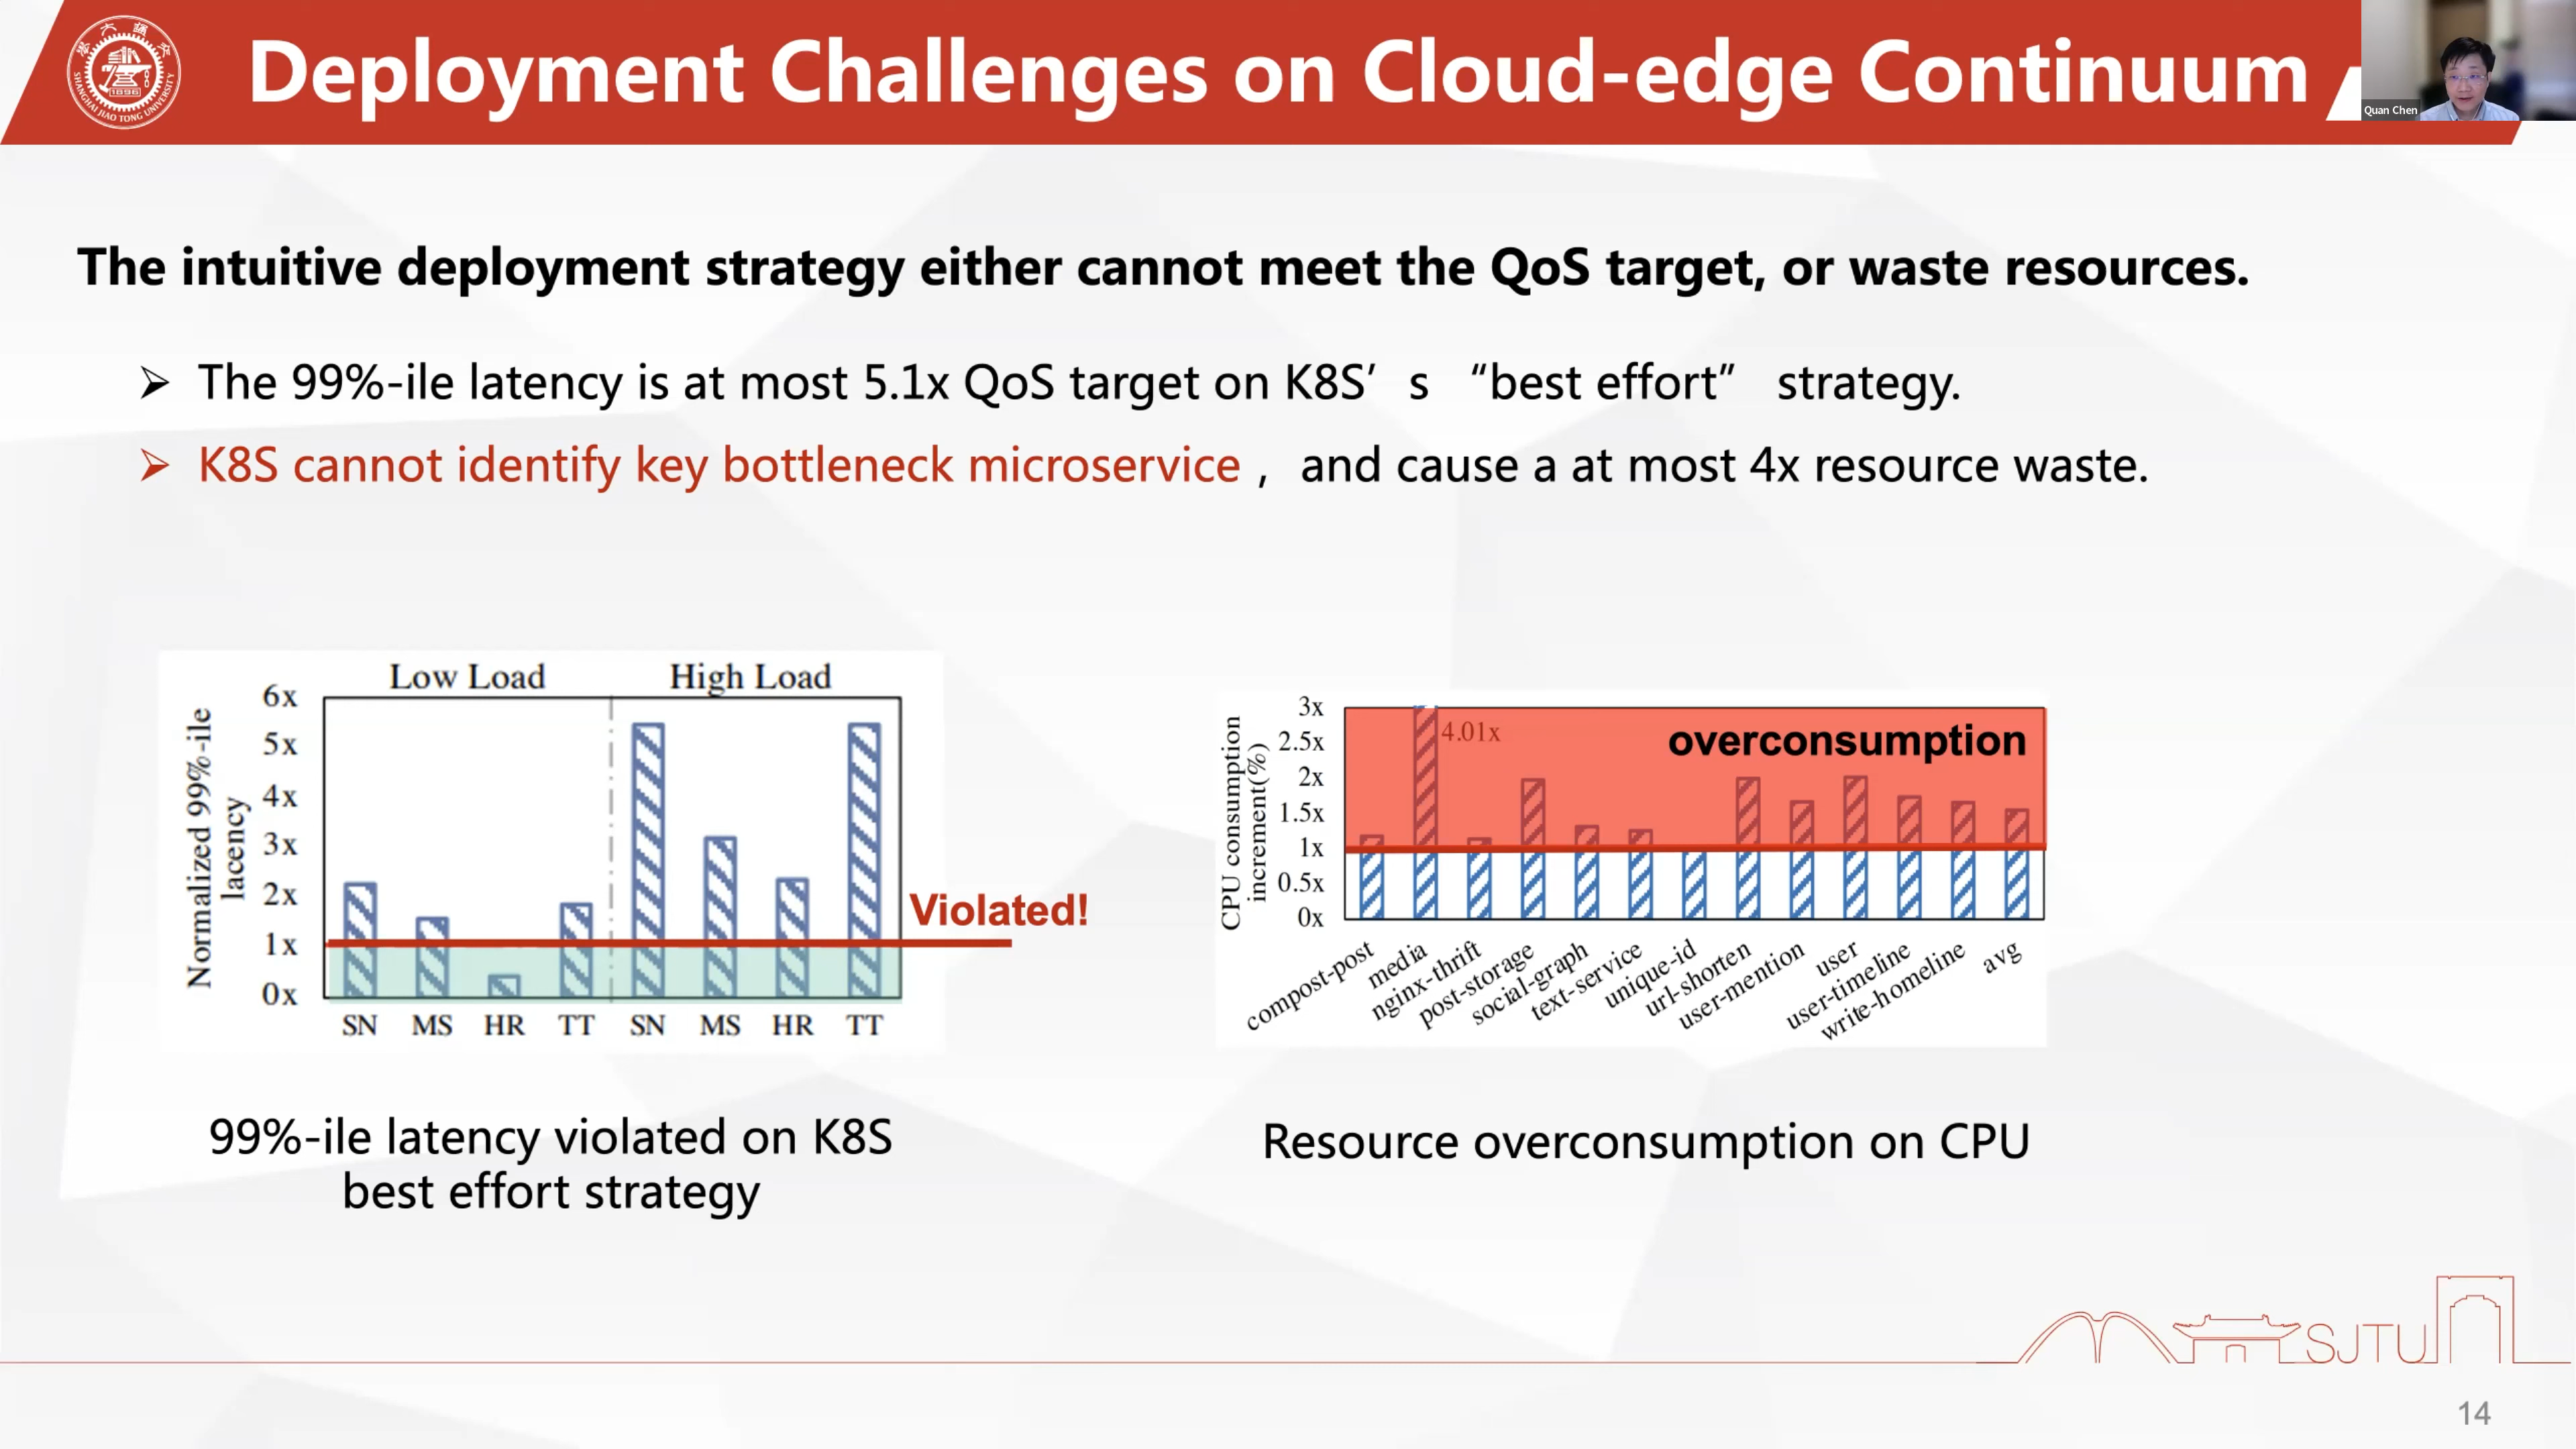 Deployment Challenges on Cloud-edge Continuum
Quan Chen
SHANGHAI JIAO TONG UNIVERSITY
1896
The intuitive deployment strategy either cannot meet the QoS target, or waste resources.
➢ The 99%-ile latency is at most 5.1x QoS target on K8S’ s “best effort” strategy.
➢ K8S cannot identify key bottleneck microservice , and cause a at most 4x resource waste.
Low Load High Load
Normalized 99%-ile
lacency
6x
5x
4x
3x
2x
1x
0x
Violated!
SN MS HR TT SN MS HR TT
99%-ile latency violated on K8S
best effort strategy
CPU consumption
increment(%)
3x
2.5x
2x
1.5x
1x
0.5x
0x
4.01x
overconsumption
compost-post
media
nginx-thrift
post-storage
social-graph
text-service
unique-id
url-shorten
user-mention
user
user-timeline
write-homeline
avg
Resource overconsumption on CPU
SJTU
14